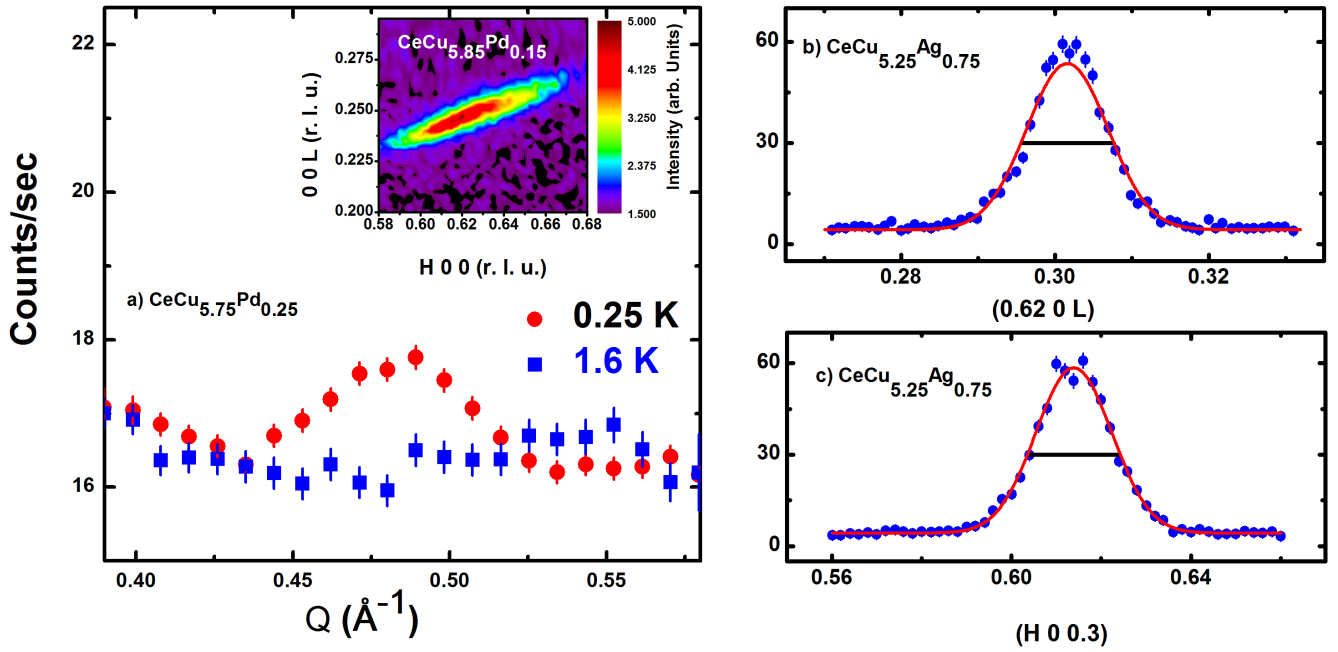 22
20
18
16
Counts/sec
0.40
0.45
0.50
0.55
Q (Å-1)
a) CeCu5.75Pd0.25
0.25 K
1.6 K
CeCu5.85Pd0.15
0.250
0.225
0.200
0 0 L (r. l. u.)
0.58
0.60
0.62
0.64
0.66
0.68
H 0 0 (r. l. u.)
5.000
4.125
3.250
2.375
1.500
Intensity (arb. Units)
b) CeCu5.25Ag0.75
60
30
0
0.28
0.30
0.32
(0.62 0 L)
c) CeCu5.25Ag0.75
60
30
0
0.56
0.60
0.64
(H 0 0.3)